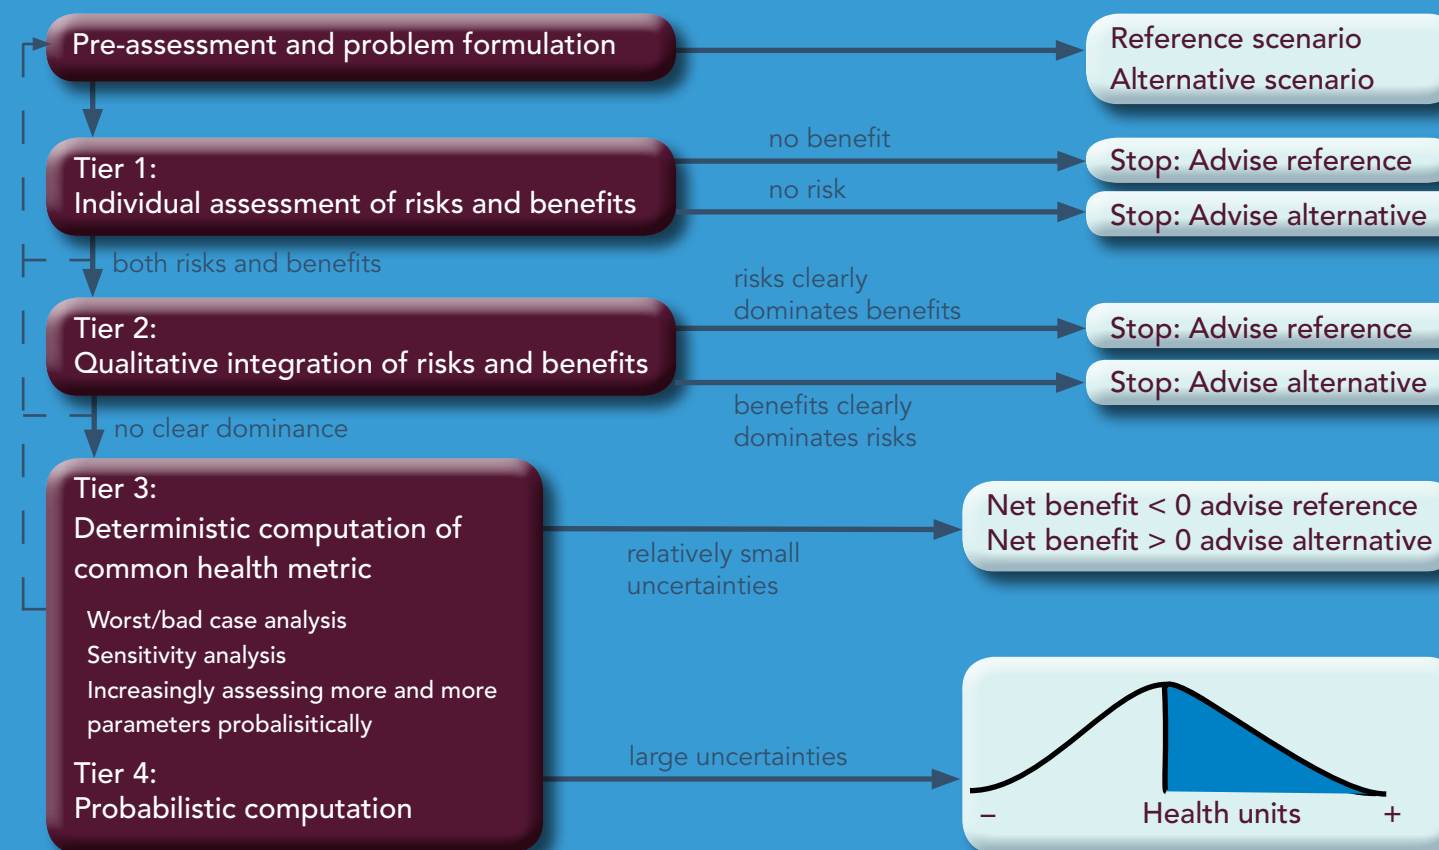 Pre-assessment and problem formulation
Reference scenario
Alternative scenario
Tier 1:
Individual assessment of risks and benefits
no benefit
Stop: Advise reference
no risk
Stop: Advise alternative
both risks and benefits
Tier 2:
Qualitative integration of risks and benefits
risks clearly
dominates benefits
Stop: Advise reference
Stop: Advise alternative
benefits clearly
dominates risks
no clear dominance
Tier 3:
Deterministic computation of
common health metric
Worst/bad case analysis
Sensitivity analysis
Increasingly assessing more and more
parameters probalisitically
relatively small
uncertainties
Net benefit < 0 advise reference
Net benefit > 0 advise alternative
Tier 4:
Probabilistic computation
large uncertainties
– Health units +